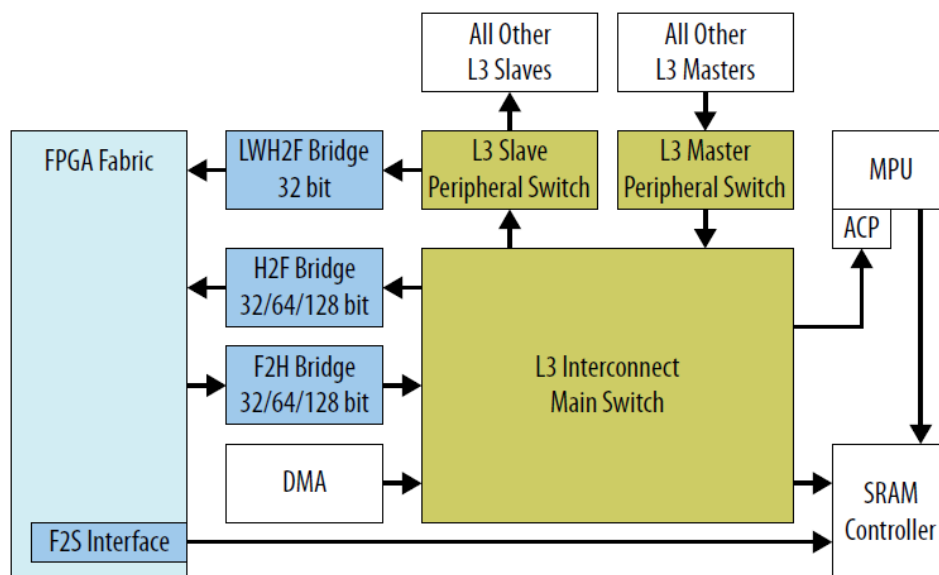 All Other
L3 Slaves
All Other
L3 Masters
FPGA Fabric
LWH2F Bridge
32 bit
L3 Slave
Peripheral Switch
L3 Master
Peripheral Switch
MPU
ACP
H2F Bridge
32/64/128 bit
F2H Bridge
32/64/128 bit
L3 Interconnect
Main Switch
DMA
SRAM
Controller
F2S Interface